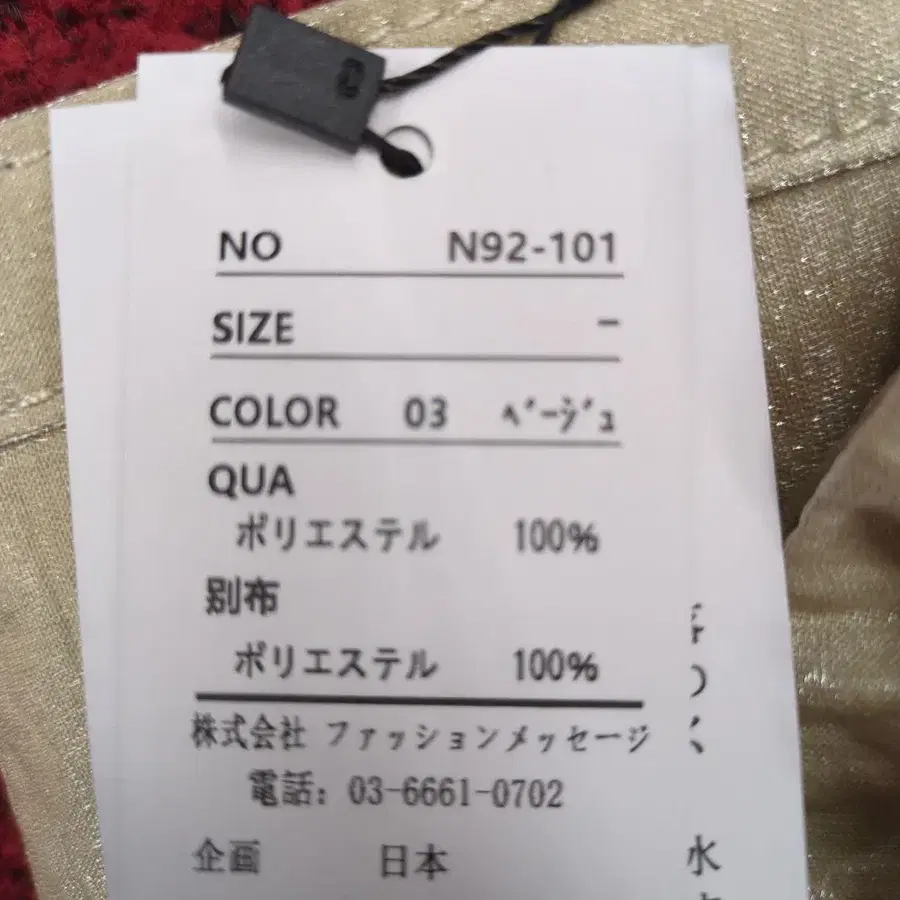 NO N92-101
SIZE -
COLOR 03 ベージュ
QUA
ポリエステル 100%
別布
ポリエステル 100%
株式会社 ファッションメッセージ
電話: 03-6661-0702
企画 日本
水